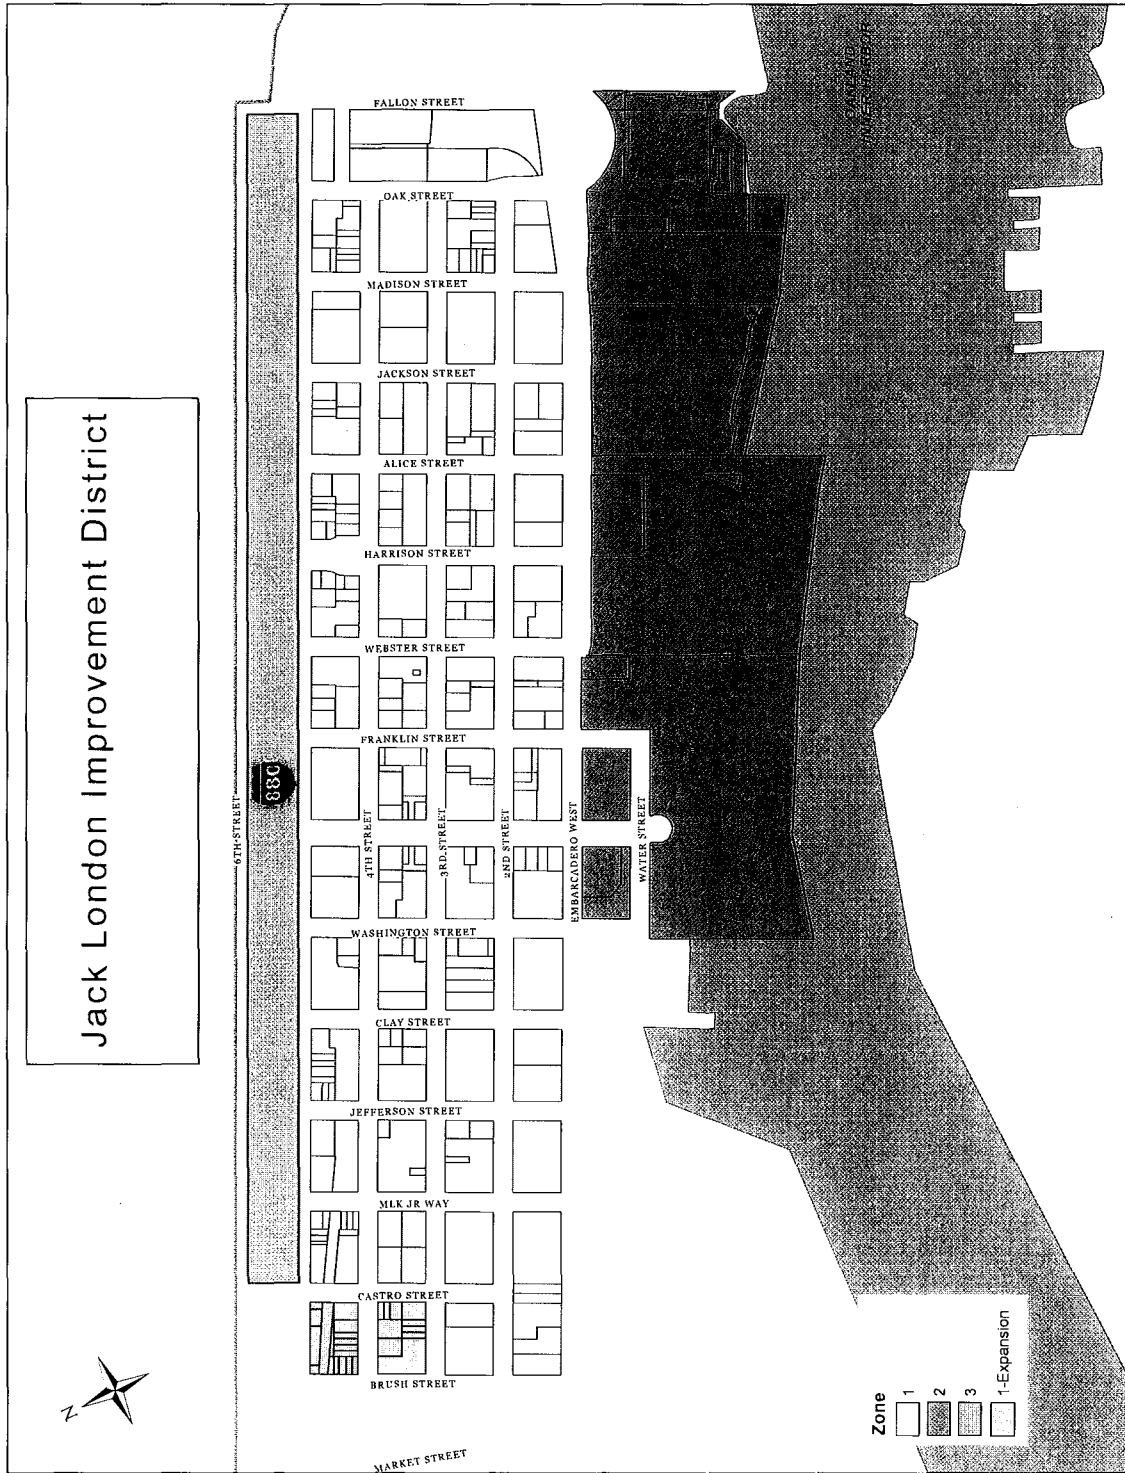 Jack London Improvement District
FALLON STREET
OAKLAND
INNER HARBOR
OAK STREET
MADISON STREET
JACKSON STREET
ALICE STREET
HARRISON STREET
WEBSTER STREET
FRANKLIN STREET
880
6TH STREET
4TH STREET
3RD STREET
2ND STREET
EMBARCADERO WEST
WATER STREET
WASHINGTON STREET
CLAY STREET
JEFFERSON STREET
MLK JR WAY
CASTRO STREET
BRUSH STREET
MARKET STREET
N
Zone
1
2
3
1-Expansion